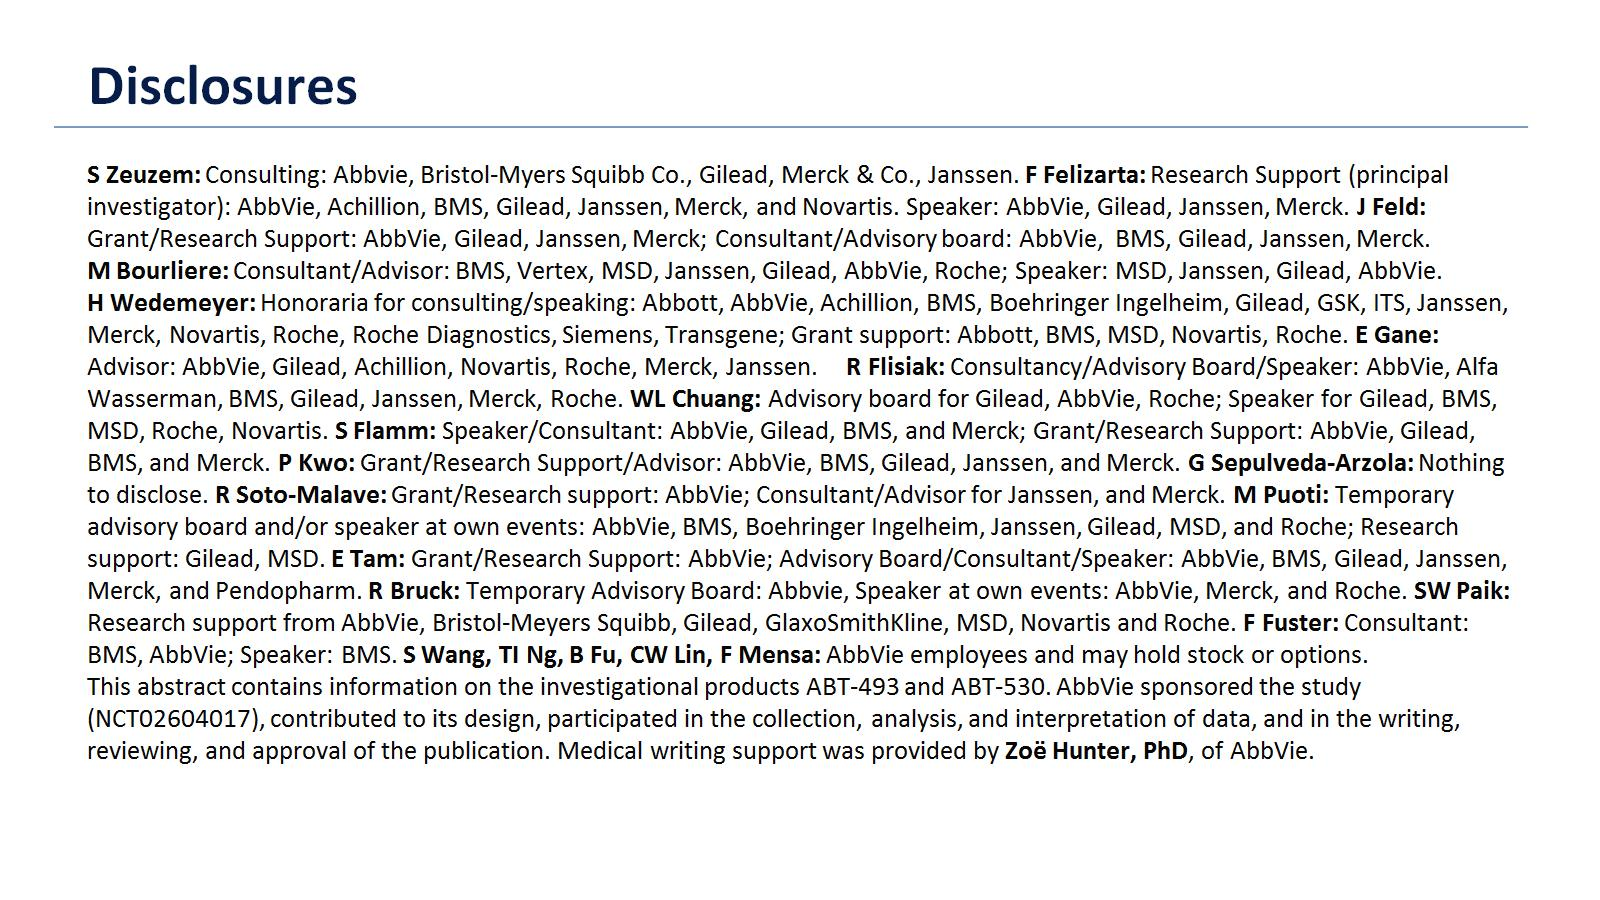 Disclosures
S Zeuzem: Consulting: Abbvie, Bristol-Myers Squibb Co., Gilead, Merck & Co., Janssen. F Felizarta: Research Support (principal
investigator): AbbVie, Achillion, BMS, Gilead, Janssen, Merck, and Novartis. Speaker: AbbVie, Gilead, Janssen, Merck. J Feld:
Grant/Research Support: AbbVie, Gilead, Janssen, Merck; Consultant/Advisory board: AbbVie, BMS, Gilead, Janssen, Merck.
M Bourliere: Consultant/Advisor: BMS, Vertex, MSD, Janssen, Gilead, AbbVie, Roche; Speaker: MSD, Janssen, Gilead, AbbVie.
H Wedemeyer: Honoraria for consulting/speaking: Abbott, AbbVie, Achillion, BMS, Boehringer Ingelheim, Gilead, GSK, ITS, Janssen,
Merck, Novartis, Roche, Roche Diagnostics, Siemens, Transgene; Grant support: Abbott, BMS, MSD, Novartis, Roche. E Gane:
Advisor: AbbVie, Gilead, Achillion, Novartis, Roche, Merck, Janssen. R Flisiak: Consultancy/Advisory Board/Speaker: AbbVie, Alfa
Wasserman, BMS, Gilead, Janssen, Merck, Roche. WL Chuang: Advisory board for Gilead, AbbVie, Roche; Speaker for Gilead, BMS,
MSD, Roche, Novartis. S Flamm: Speaker/Consultant: AbbVie, Gilead, BMS, and Merck; Grant/Research Support: AbbVie, Gilead,
BMS, and Merck. P Kwo: Grant/Research Support/Advisor: AbbVie, BMS, Gilead, Janssen, and Merck. G Sepulveda-Arzola: Nothing
to disclose. R Soto-Malave: Grant/Research support: AbbVie; Consultant/Advisor for Janssen, and Merck. M Puoti: Temporary
advisory board and/or speaker at own events: AbbVie, BMS, Boehringer Ingelheim, Janssen, Gilead, MSD, and Roche; Research
support: Gilead, MSD. E Tam: Grant/Research Support: AbbVie; Advisory Board/Consultant/Speaker: AbbVie, BMS, Gilead, Janssen,
Merck, and Pendopharm. R Bruck: Temporary Advisory Board: Abbvie, Speaker at own events: AbbVie, Merck, and Roche. SW Paik:
Research support from AbbVie, Bristol-Meyers Squibb, Gilead, GlaxoSmithKline, MSD, Novartis and Roche. F Fuster: Consultant:
BMS, AbbVie; Speaker: BMS. S Wang, TI Ng, B Fu, CW Lin, F Mensa: AbbVie employees and may hold stock or options.
This abstract contains information on the investigational products ABT-493 and ABT-530. AbbVie sponsored the study
(NCT02604017), contributed to its design, participated in the collection, analysis, and interpretation of data, and in the writing,
reviewing, and approval of the publication. Medical writing support was provided by Zoë Hunter, PhD, of AbbVie.